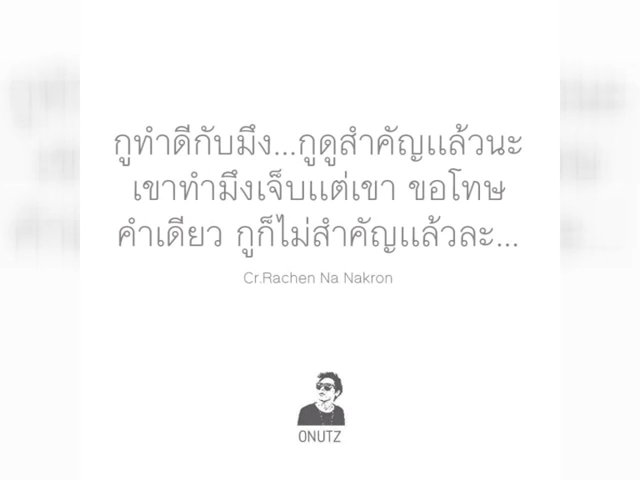 กูทำดีกับมึง...กูดูสำคัญแล้วนะ
เขาทำมึงเจ็บแต่เขา ขอโทษ
คำเดียว กูก็ไม่สำคัญแล้วละ...
Cr.Rachen Na Nakron
ONUTZ